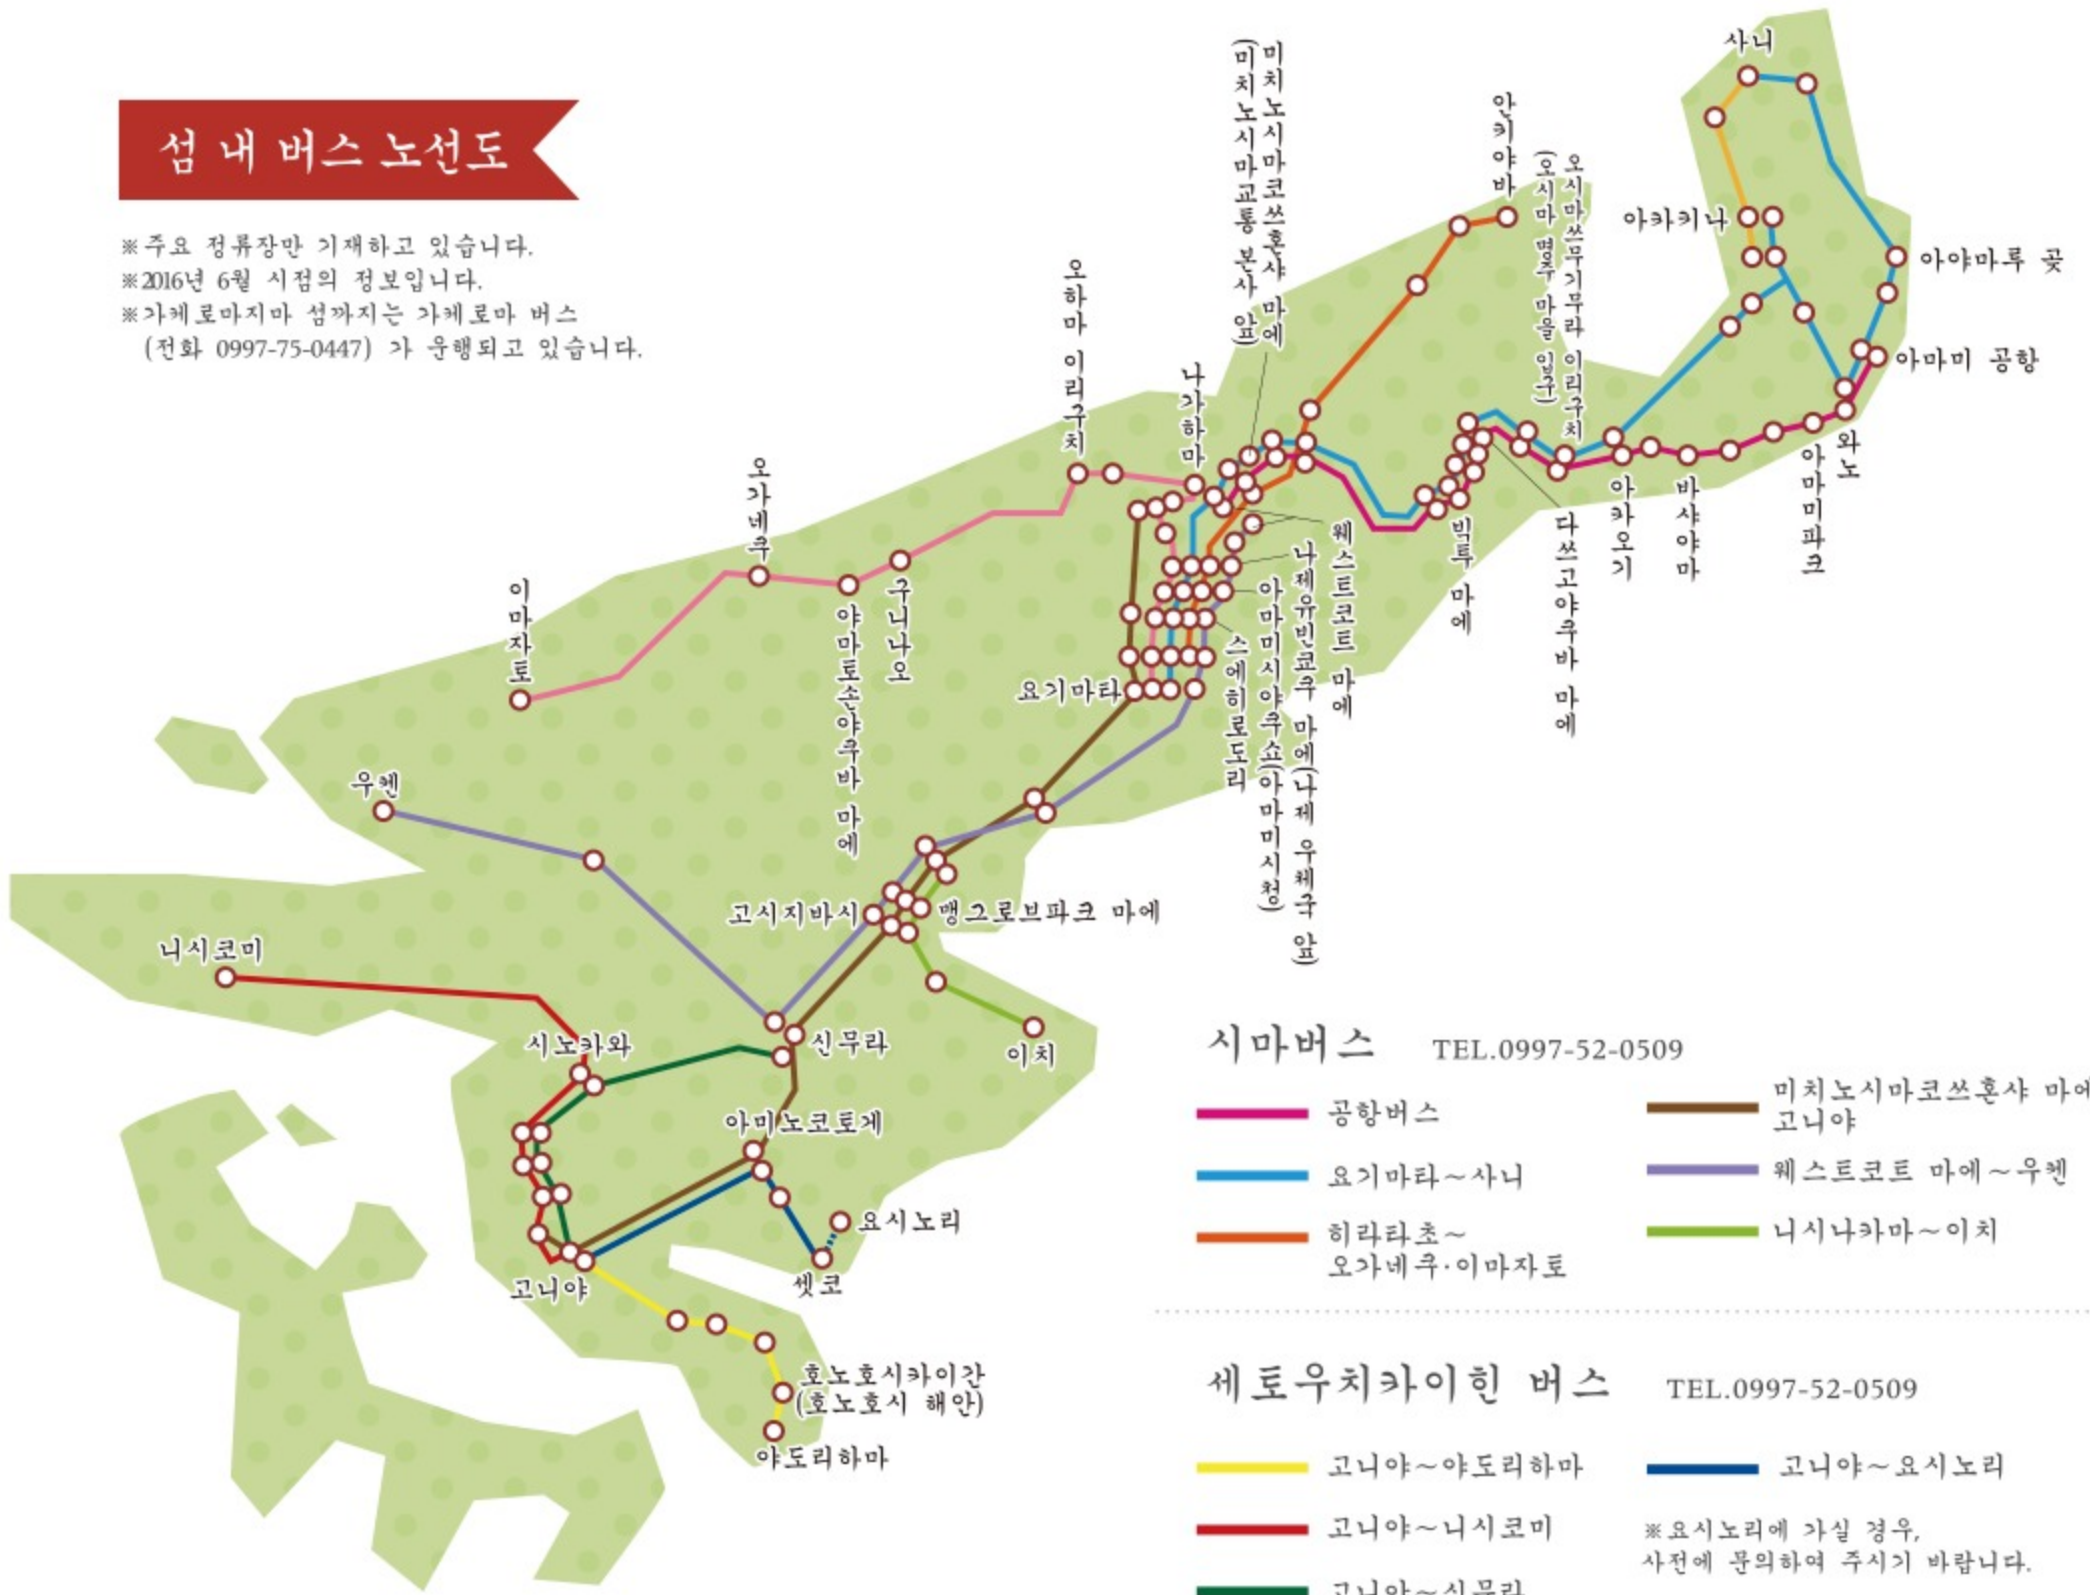 섬 내 버스 노선도
※주요 정류장만 기재하고 있습니다.
※2016년 6월 시점의 정보입니다.
※가케로마지마 섬까지는 가케로마 버스
(전화 0997-75-0447) 가 운행되고 있습니다.
사니
아카키나
아야마루 곶
아마미 공항
와노
아마미파크
바샤야마
아카오기
오시마쓰무기무라 이리구치
(오시마 명주 마을 입구)
다쓰고야쿠바 마에
빅투 마에
안키야바
미치노시마코쓰혼샤 마에
(미치노시마교통 본사 앞)
나가하마
오하마 이리구치
웨스트코트 마에
나제유빈쿄쿠 마에(나제 우체국 앞)
아마미시야쿠쇼(아마미시청)
스에히로도리
요기마타
구니나오
야마토손야쿠바 마에
오가네쿠
이마자토
우켄
고시지바시
맹그로브파크 마에
니시코미
시노카와
신무라
이치
아미노코토게
요시노리
셋코
고니야
호노호시카이간
(호노호시 해안)
야도리하마
시마버스 TEL.0997-52-0509
공항버스
요기마타~사니
히라타초~
오가네쿠·이마자토
미치노시마코쓰혼샤 마에
고니야
웨스트코트 마에~우켄
니시나카마~이치
세토우치카이힌 버스 TEL.0997-52-0509
고니야~야도리하마
고니야~니시코미
고니야~신무라
고니야~요시노리
※요시노리에 가실 경우,
사전에 문의하여 주시기 바랍니다.